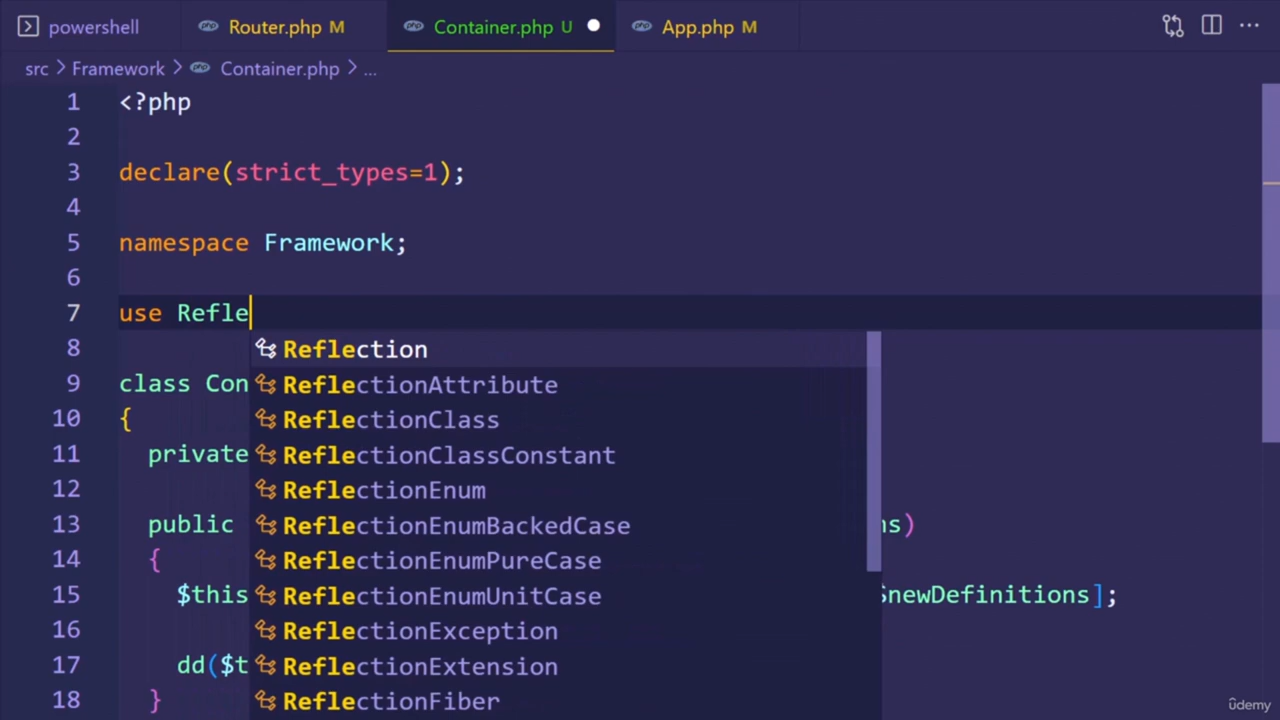 powershell Router.php M Container.php U App.php M
src > Framework > Container.php > ...
1 <?php
2
3 declare(strict_types=1);
4
5 namespace Framework;
6
7 use Refle
8 Reflection
9 class Con ReflectionAttribute
10 { ReflectionClass
11 private ReflectionClassConstant
12 ReflectionEnum
13 public ReflectionEnumBackedCase ns)
14 { ReflectionEnumPureCase
15 $this ReflectionEnumUnitCase $newDefinitions];
16 ReflectionException
17 dd($t ReflectionExtension
18 } ReflectionFiber
ûdemy